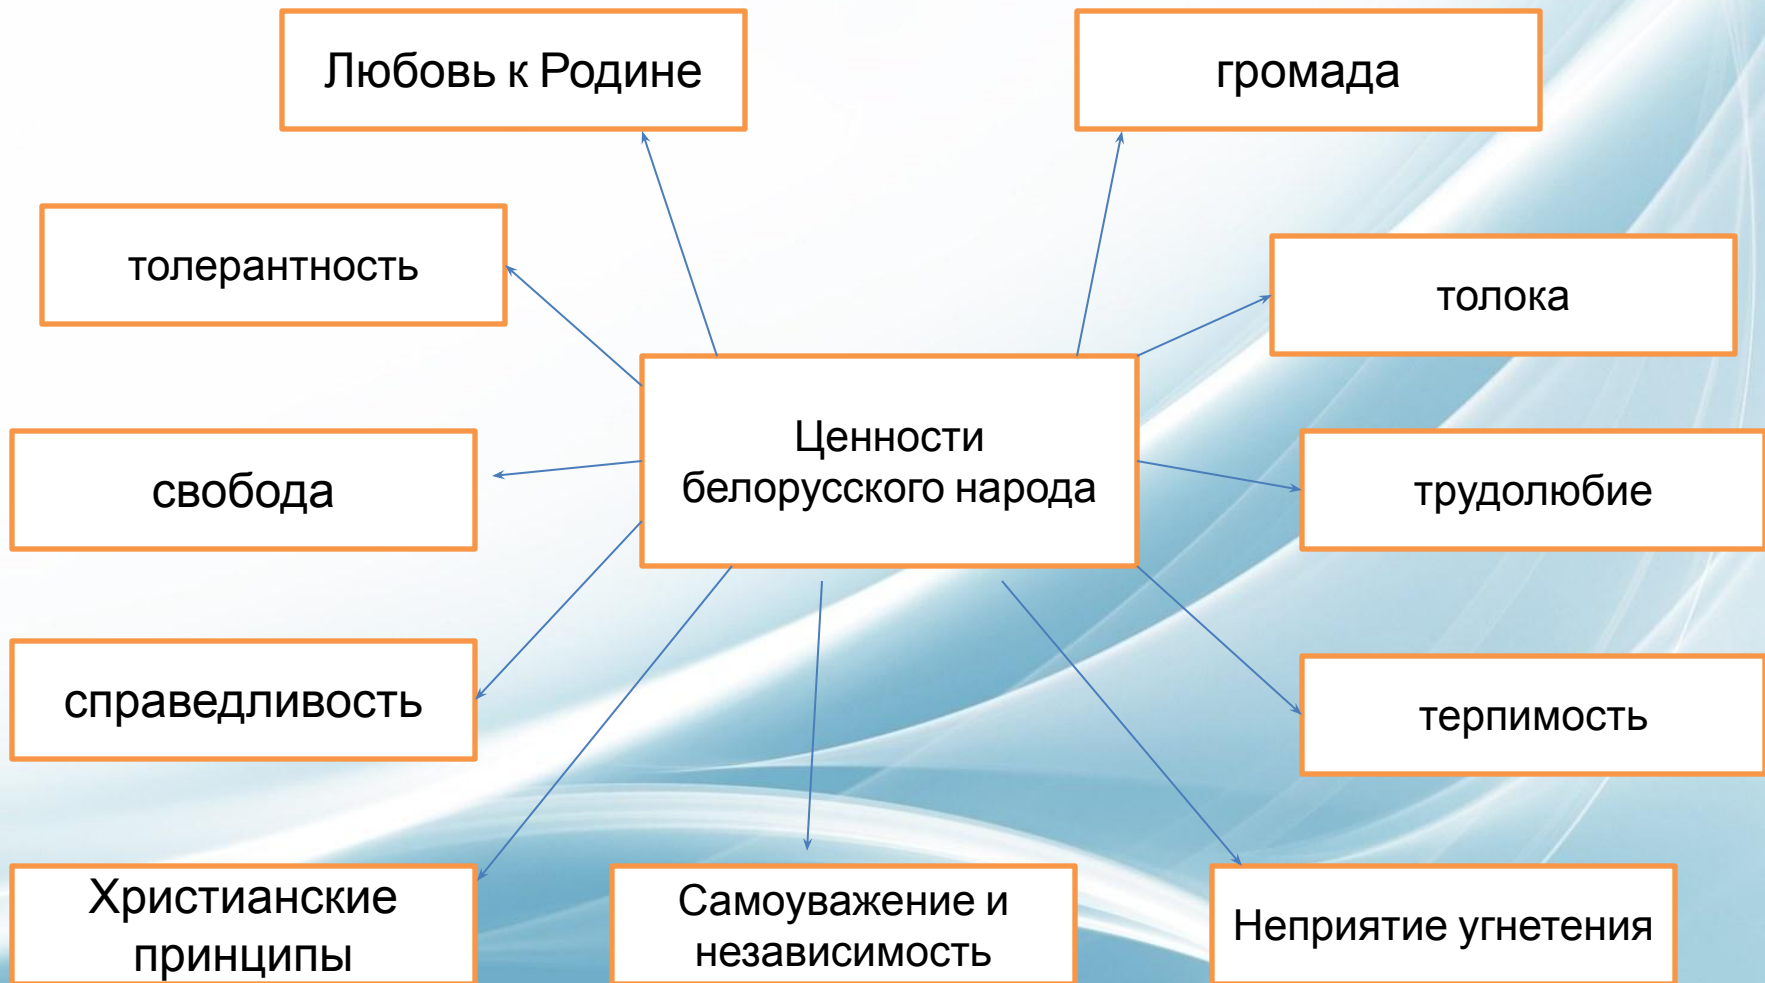 Любовь к Родине
громада
толерантность
толока
Ценности
белорусского народа
свобода
трудолюбие
справедливость
терпимость
Христианские
принципы
Самоуважение и
независимость
Неприятие угнетения